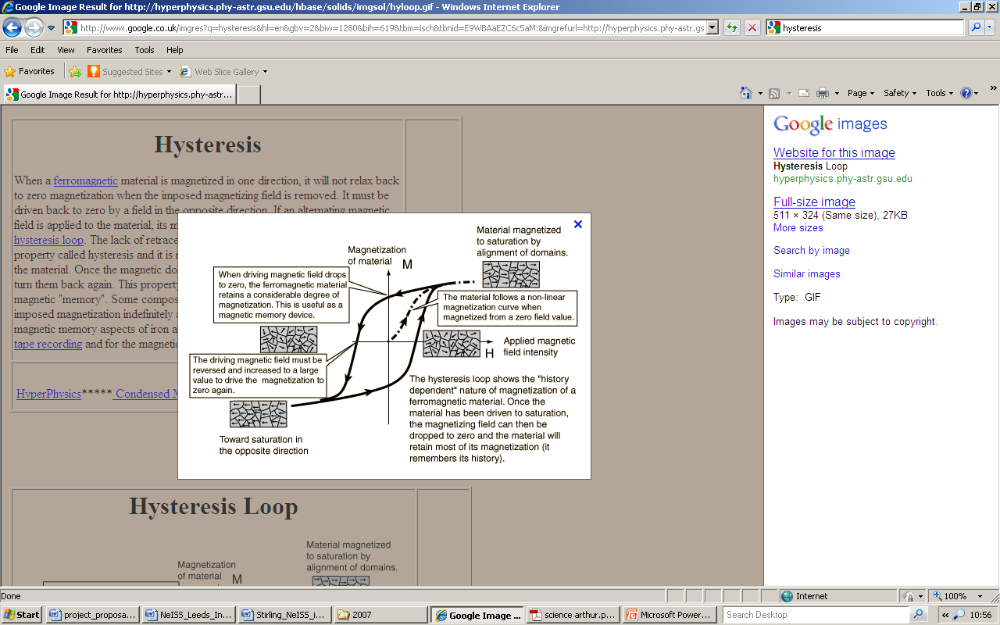 Google Image Result for http://hyperphysics.phy-astr.gsu.edu/hbase/solids/imgsol/hyloop.gif - Windows Internet Explorer
http://www.google.co.uk/imgres?q=hysteresis&hl=en&gbv=2&biw=1280&bih=619&tbm=isch&tbnid=E9WBAaEZC6c5aM:&imgrefurl=http://hyperphysics.phy-astr.gs
hysteresis
File Edit View Favorites Tools Help
Favorites Suggested Sites Web Slice Gallery
Google Image Result for http://hyperphysics.phy-astr...
Page Safety Tools
Hysteresis
When a ferromagnetic material is magnetized in one direction, it will not relax back
to zero magnetization when the imposed magnetizing field is removed. It must be
driven back to zero by a field in the opposite direction. If an alternating magnetic
field is applied to the material, its m
hysteresis loop. The lack of retrace
property called hysteresis and it is r
the material. Once the magnetic do
turn them back again. This property
magnetic "memory". Some compos
imposed magnetization indefinitely a
magnetic memory aspects of iron a
tape recording and for the magnetic
HyperPhysics***** Condensed M
Material magnetized
to saturation by
alignment of domains.
Magnetization
of material M
When driving magnetic field drops
to zero, the ferromagnetic material
retains a considerable degree of
magnetization. This is useful as a
magnetic memory device.
The material follows a non-linear
magnetization curve when
magnetized from a zero field value.
Applied magnetic
field intensity
H
The driving magnetic field must be
reversed and increased to a large
value to drive the magnetization to
zero again.
The hysteresis loop shows the "history
dependent" nature of magnetization of a
ferromagnetic material. Once the
material has been driven to saturation,
the magnetizing field can then be
dropped to zero and the material will
retain most of its magnetization (it
remembers its history).
Toward saturation in
the opposite direction
Hysteresis Loop
Material magnetized
to saturation by
alignment of domains.
Magnetization
of material M
Google images
Website for this image
Hysteresis Loop
hyperphysics.phy-astr.gsu.edu
Full-size image
511 × 324 (Same size), 27KB
More sizes
Search by image
Similar images
Type: GIF
Images may be subject to copyright.
Done Internet 100%
Start project_proposa... NeISS_Leeds_In... Stirling_NeISS_i... 2007 Google Image ... science arthur.p... Microsoft Power... Search Desktop 10:56